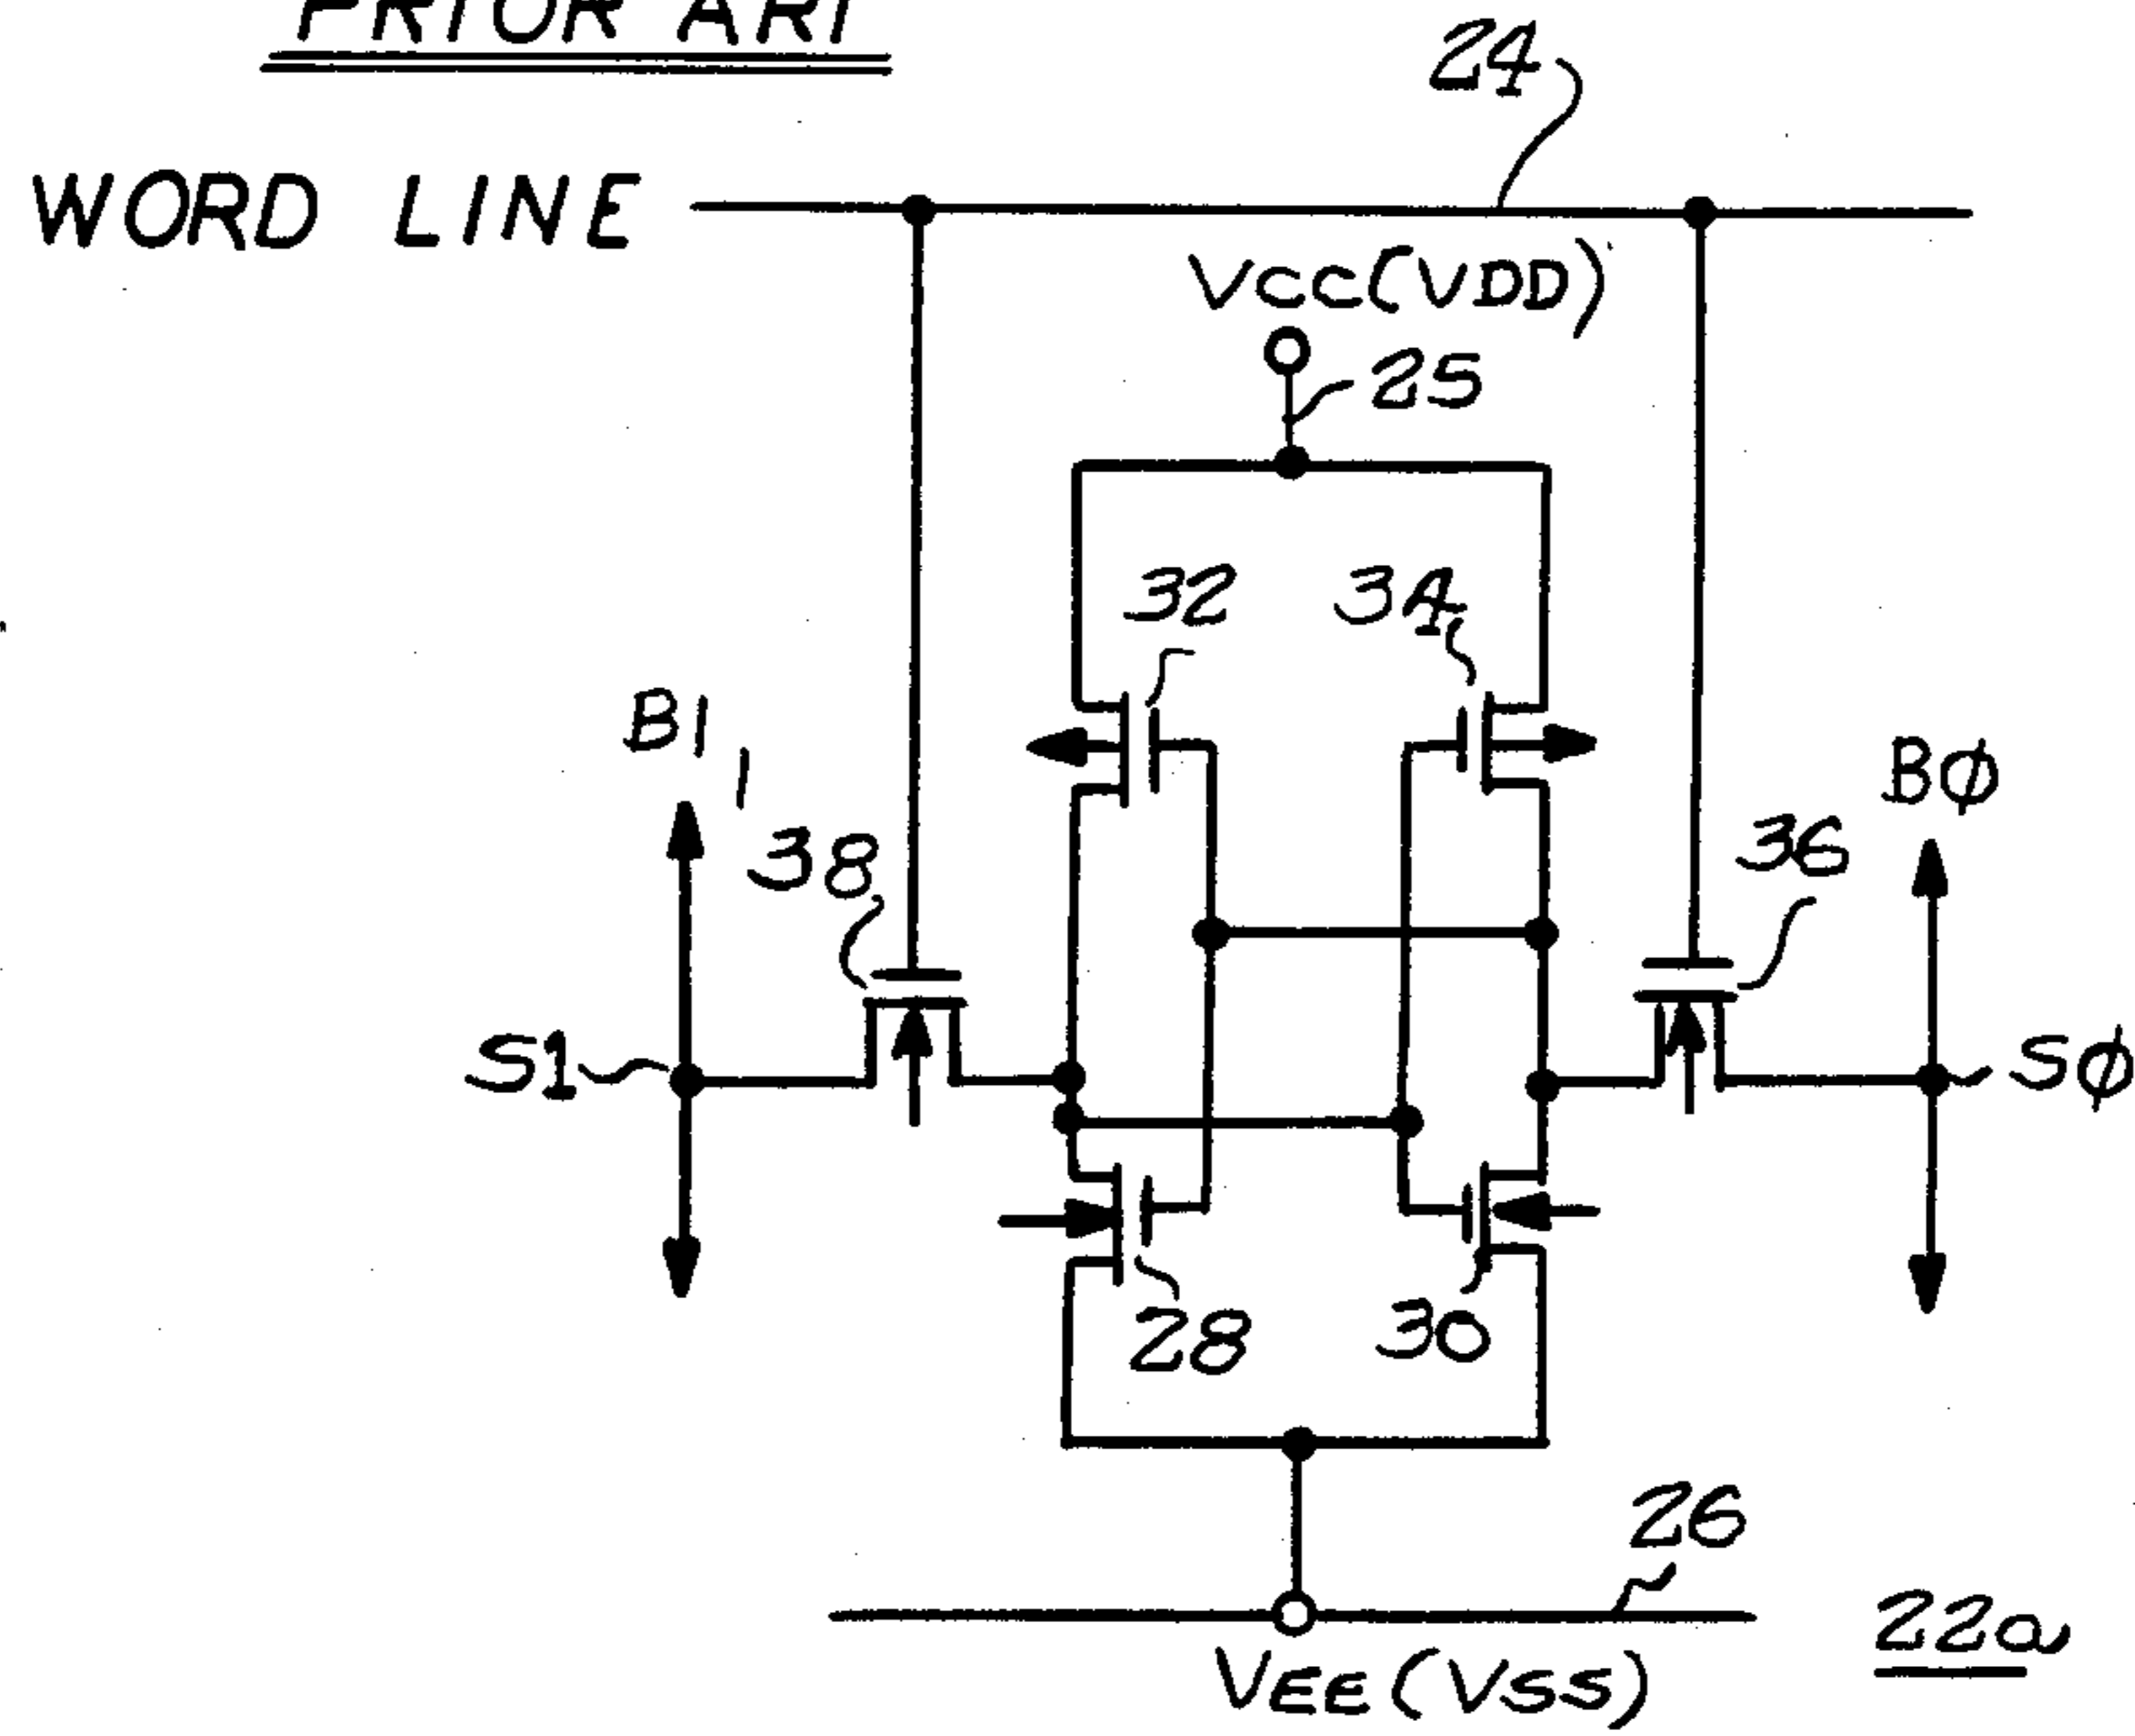 PRIOR ART
24
WORD LINE
VCC(VDD)
25
32
34
B1
BØ
38
36
S1
SØ
28
30
26
22a
VEE(VSS)